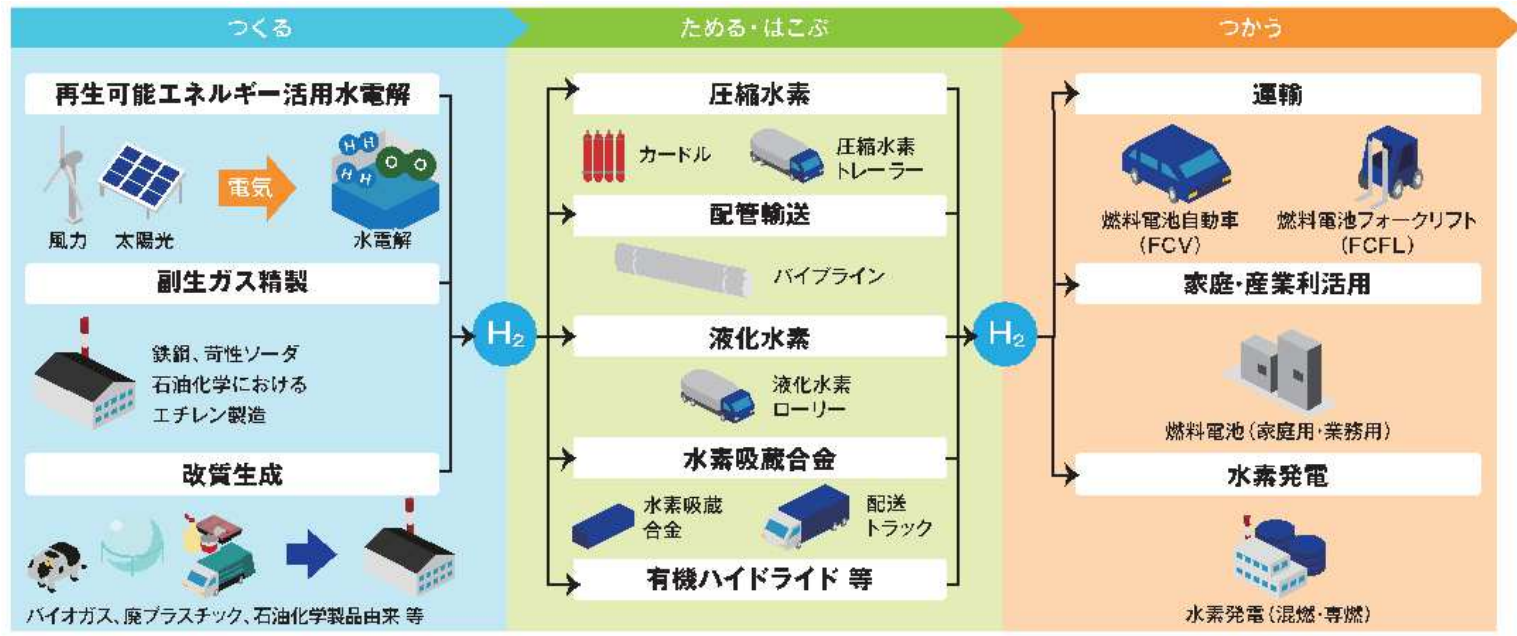 つくる
再生可能エネルギー活用水電解
風力
太陽光
電気
H H
O O
H H
水電解
副生ガス精製
鉄鋼、苛性ソーダ
石油化学における
エチレン製造
改質生成
バイオガス、廃プラスチック、石油化学製品由来 等
H₂
ためる・はこぶ
圧縮水素
カードル
圧縮水素
トレーラー
配管輸送
パイプライン
液化水素
液化水素
ローリー
水素吸蔵合金
水素吸蔵
合金
配送
トラック
有機ハイドライド 等
H₂
つかう
運輸
燃料電池自動車
(FCV)
燃料電池フォークリフト
(FCFL)
家庭・産業利活用
燃料電池(家庭用・業務用)
水素発電
水素発電(混燃・専燃)